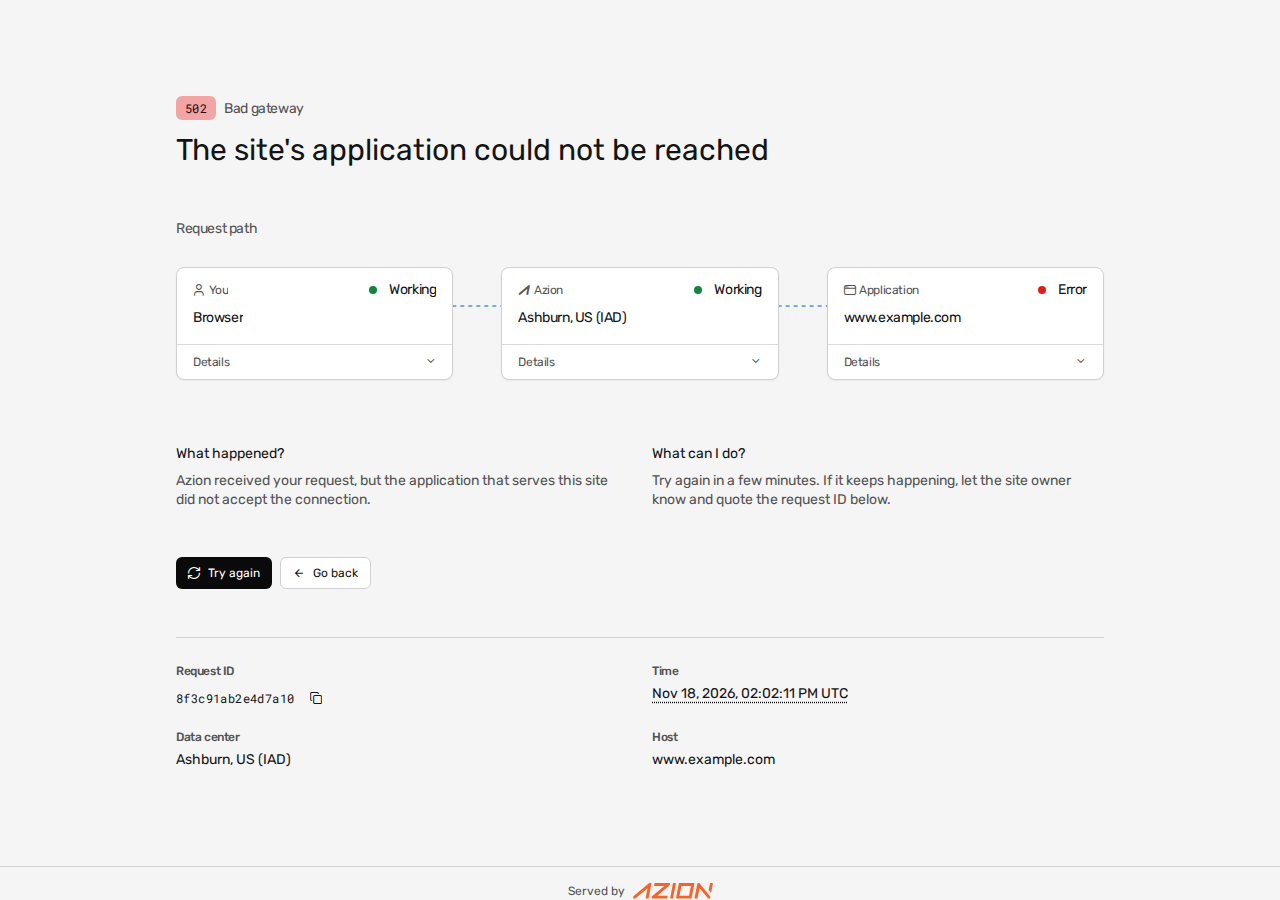 502 Bad gateway
The site's application could not be reached
Request path
You Working
Browser
Details
Azion Working
Ashburn, US (IAD)
Details
Application Error
www.example.com
Details
What happened?
Azion received your request, but the application that serves this site
did not accept the connection.
What can I do?
Try again in a few minutes. If it keeps happening, let the site owner
know and quote the request ID below.
Try again
Go back
Request ID
8f3c91ab2e4d7a10
Time
Nov 18, 2026, 02:02:11 PM UTC
Data center
Ashburn, US (IAD)
Host
www.example.com
Served by AZION